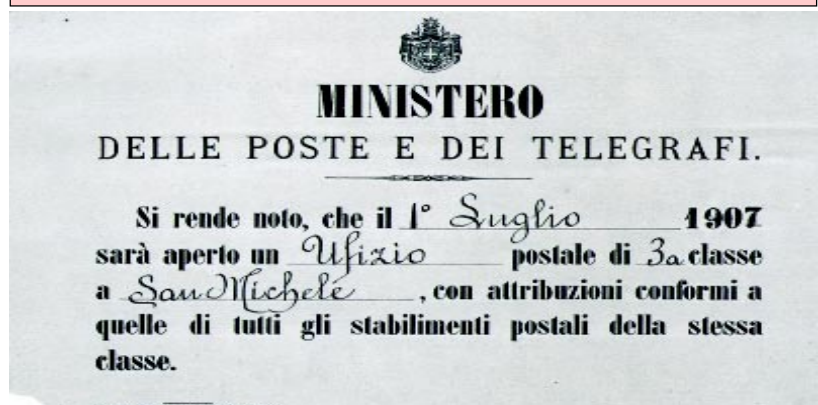 MINISTERO
DELLE POSTE E DEI TELEGRAFI.
Si rende noto, che il 1° Luglio 1907
sarà aperto un Ufizio postale di 3a classe
a San Michele, con attribuzioni conformi a
quelle di tutti gli stabilimenti postali della stessa
classe.